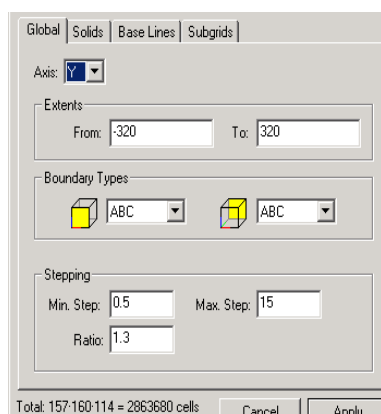 Global Solids Base Lines Subgrids
Axis: Y
Extents
From: -320 To: 320
Boundary Types
ABC ABC
Stepping
Min. Step: 0.5 Max. Step: 15
Ratio: 1.3
Total: 157·160·114 = 2863680 cells Cancel Apply